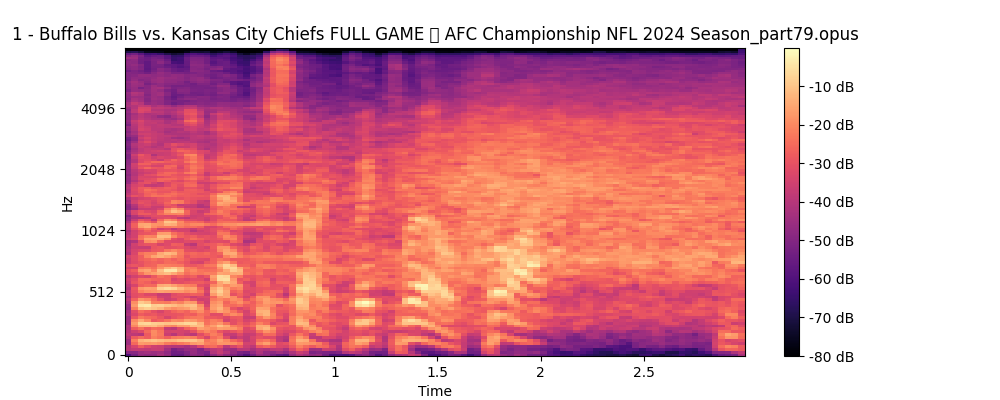 1 - Buffalo Bills vs. Kansas City Chiefs FULL GAME ▯ AFC Championship NFL 2024 Season_part79.opus
4096
2048
1024
512
0
Hz
0
0.5
1
1.5
2
2.5
Time
-10 dB
-20 dB
-30 dB
-40 dB
-50 dB
-60 dB
-70 dB
-80 dB